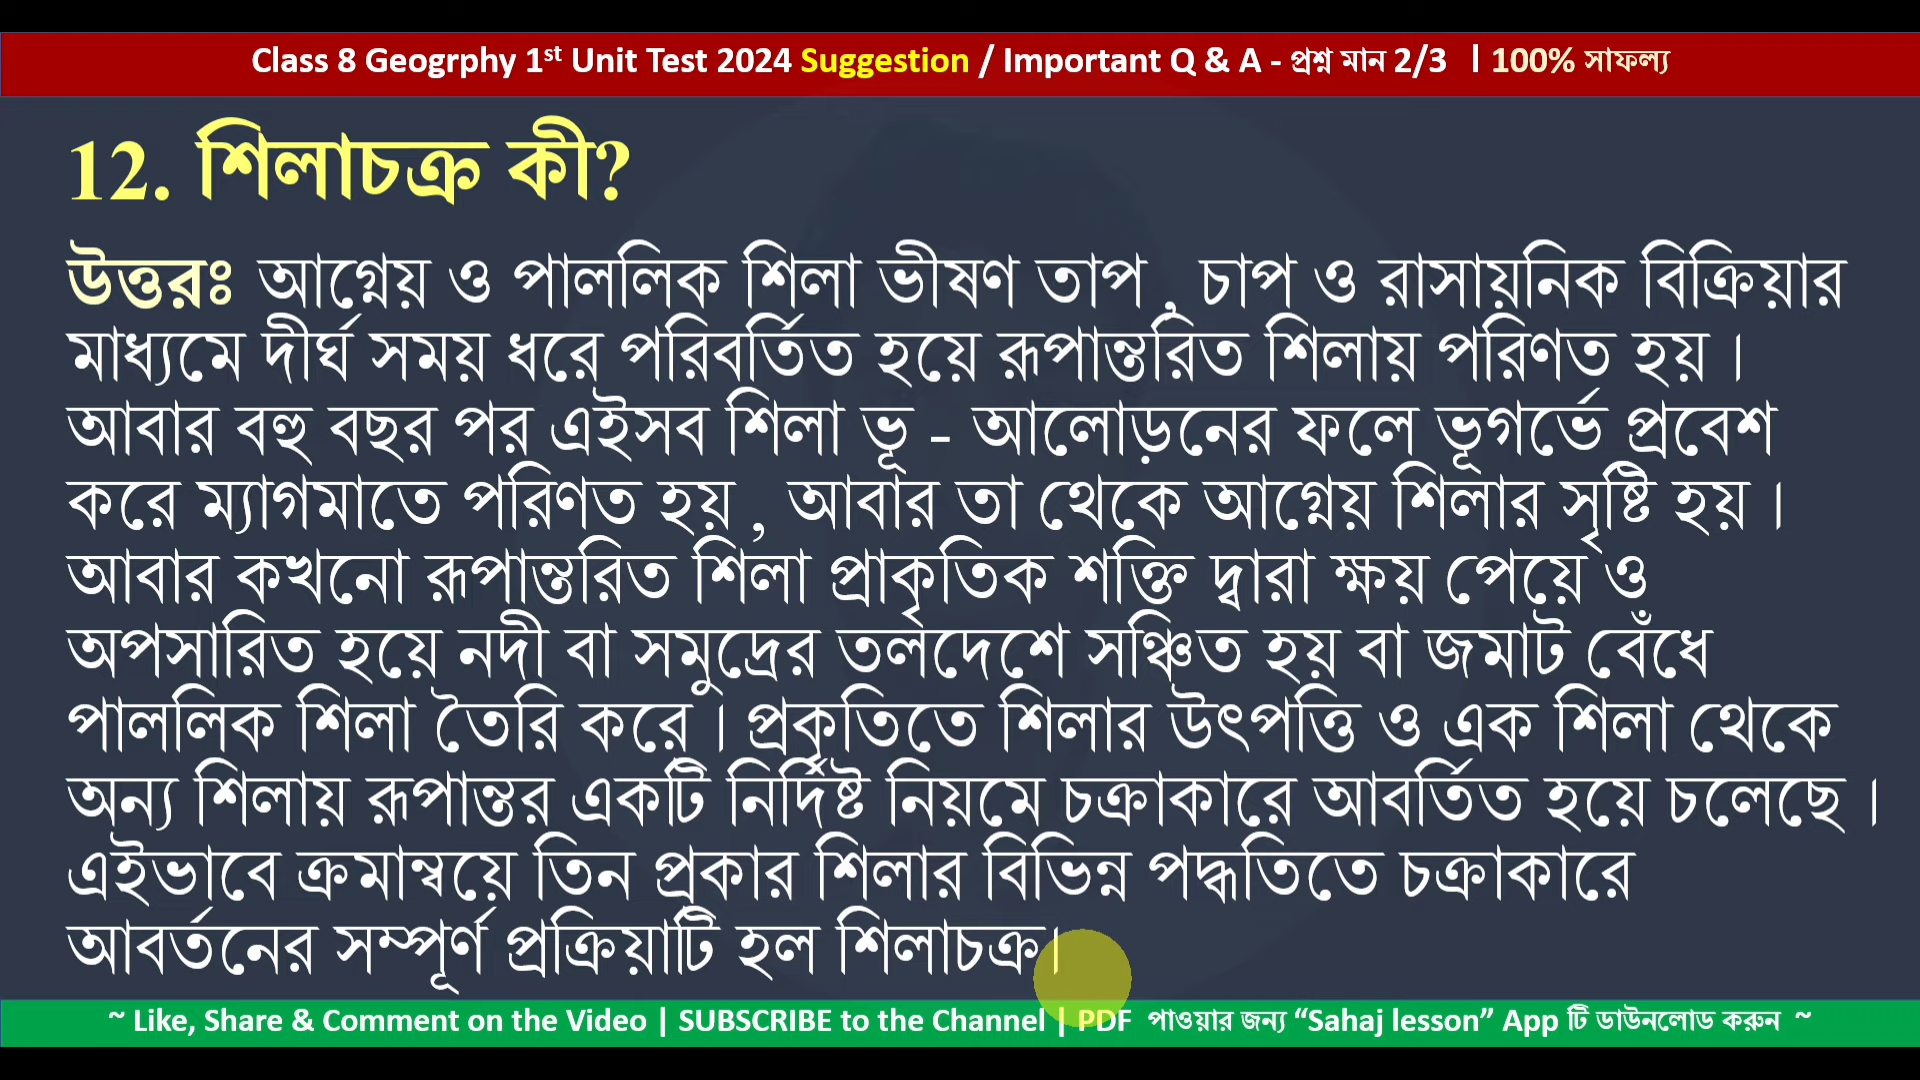 Class 8 Geogrphy 1st Unit Test 2024 Suggestion / Important Q & A - প্রশ্ন মান 2/3 । 100% সাফল্য
12. শিলাচক্র কী?
উত্তরঃ আগ্নেয় ও পাললিক শিলা ভীষণ তাপ , চাপ ও রাসায়নিক বিক্রিয়ার
মাধ্যমে দীর্ঘ সময় ধরে পরিবর্তিত হয়ে রূপান্তরিত শিলায় পরিণত হয় ।
আবার বহু বছর পর এইসব শিলা ভূ - আলোড়নের ফলে ভূগর্ভে প্রবেশ
করে ম্যাগমাতে পরিণত হয় , আবার তা থেকে আগ্নেয় শিলার সৃষ্টি হয় ।
আবার কখনো রূপান্তরিত শিলা প্রাকৃতিক শক্তি দ্বারা ক্ষয় পেয়ে ও
অপসারিত হয়ে নদী বা সমুদ্রের তলদেশে সঞ্চিত হয় বা জমাট বেঁধে
পাললিক শিলা তৈরি করে । প্রকৃতিতে শিলার উৎপত্তি ও এক শিলা থেকে
অন্য শিলায় রূপান্তর একটি নির্দিষ্ট নিয়মে চক্রাকারে আবর্তিত হয়ে চলেছে ।
এইভাবে ক্রমান্বয়ে তিন প্রকার শিলার বিভিন্ন পদ্ধতিতে চক্রাকারে
আবর্তনের সম্পূর্ণ প্রক্রিয়াটি হল শিলাচক্র।
~ Like, Share & Comment on the Video | SUBSCRIBE to the Channel | PDF পাওয়ার জন্য “Sahaj lesson” App টি ডাউনলোড করুন ~